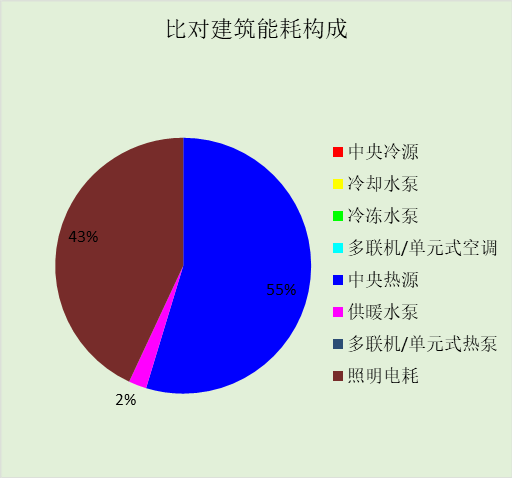 比对建筑能耗构成
中央冷源
冷却水泵
43%
冷冻水泵
多联机/单元式空调
55%
中央热源
供暖水泵
多联机/单元式热泵
照明电耗
2%